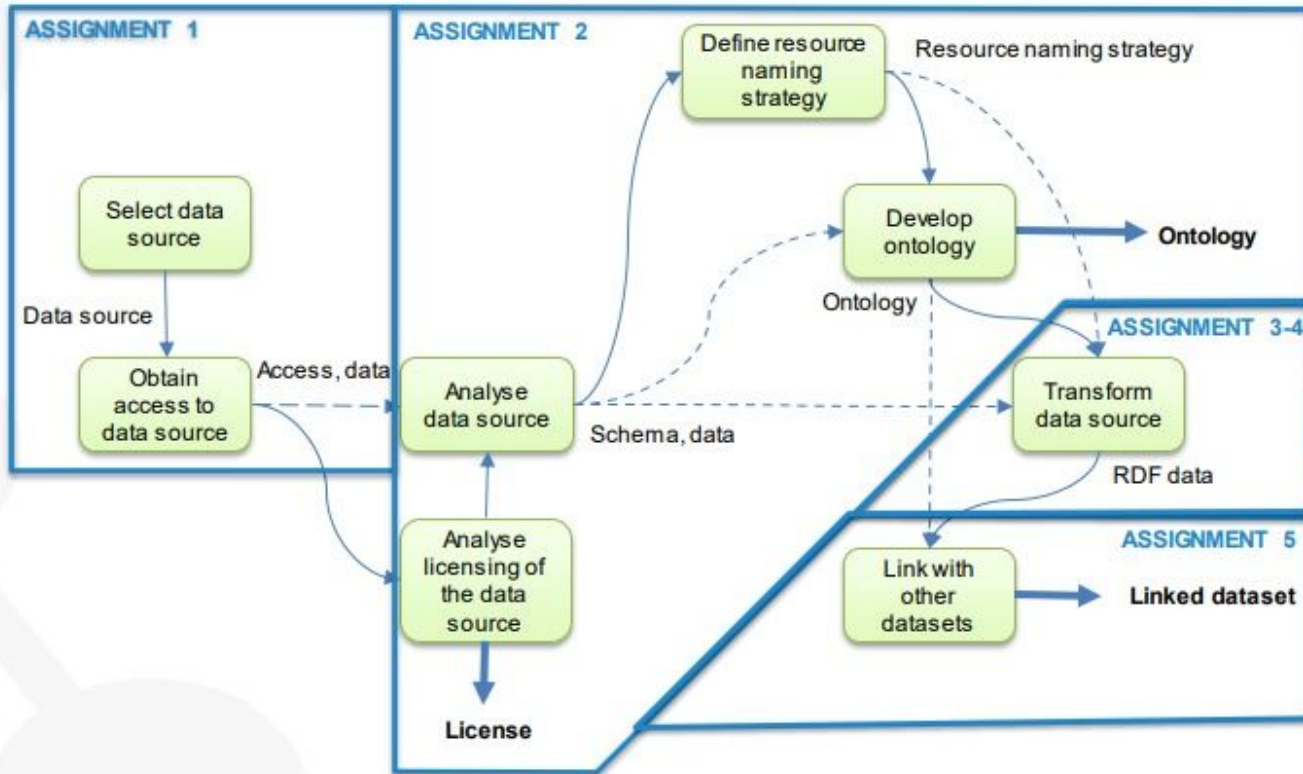 ASSIGNMENT 1
Select data
source
Data source
Obtain
access to
data source
Access, data
ASSIGNMENT 2
Define resource
naming
strategy
Resource naming strategy
Develop
ontology
Ontology
Ontology
Analyse
data source
Schema, data
Analyse
licensing of
the data
source
License
ASSIGNMENT 3-4
Transform
data source
RDF data
ASSIGNMENT 5
Link with
other
datasets
Linked dataset